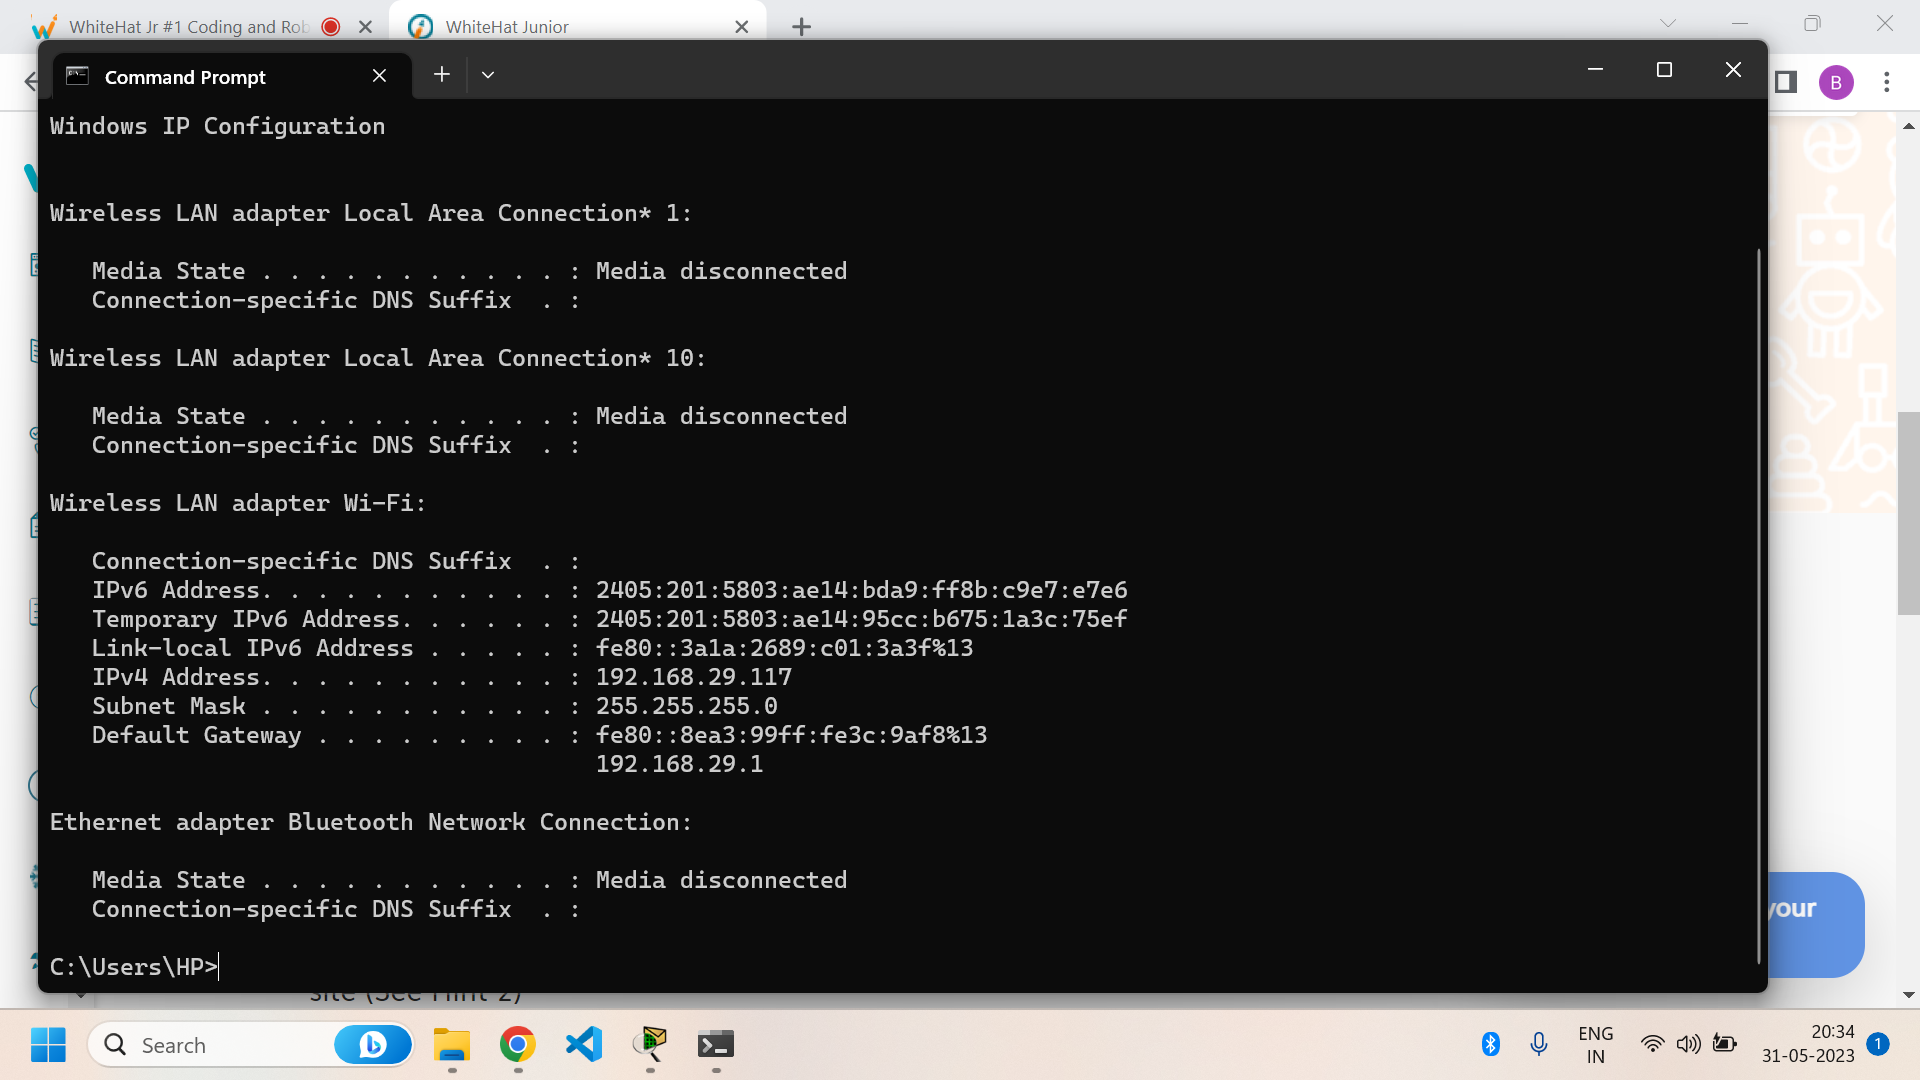 WhiteHat Jr #1 Coding and Rob
WhiteHat Junior
Command Prompt
B
Windows IP Configuration
Wireless LAN adapter Local Area Connection* 1:
Media State . . . . . . . . . . . : Media disconnected
Connection-specific DNS Suffix  . :
Wireless LAN adapter Local Area Connection* 10:
Media State . . . . . . . . . . . : Media disconnected
Connection-specific DNS Suffix  . :
Wireless LAN adapter Wi-Fi:
Connection-specific DNS Suffix  . :
IPv6 Address. . . . . . . . . . . : 2405:201:5803:ae14:bda9:ff8b:c9e7:e7e6
Temporary IPv6 Address. . . . . . : 2405:201:5803:ae14:95cc:b675:1a3c:75ef
Link-local IPv6 Address . . . . . : fe80::3a1a:2689:c01:3a3f%13
IPv4 Address. . . . . . . . . . . : 192.168.29.117
Subnet Mask . . . . . . . . . . . : 255.255.255.0
Default Gateway . . . . . . . . . : fe80::8ea3:99ff:fe3c:9af8%13
192.168.29.1
Ethernet adapter Bluetooth Network Connection:
Media State . . . . . . . . . . . : Media disconnected
Connection-specific DNS Suffix  . :
your
C:\Users\HP>
site (See Hint 2)
Search
ENG
IN
20:34
31-05-2023
1